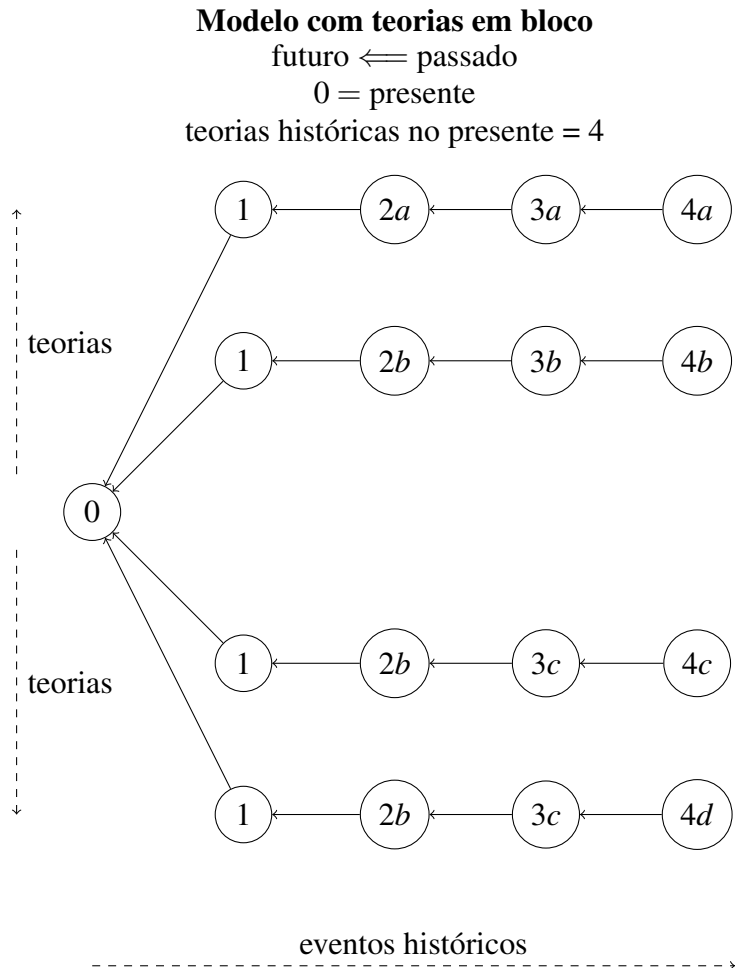 Modelo com teorias em bloco
futuro ⟸ passado
0 = presente
teorias históricas no presente = 4
1 2a 3a 4a
teorias
1 2b 3b 4b
0
1 2b 3c 4c
teorias
1 2b 3c 4d
eventos históricos